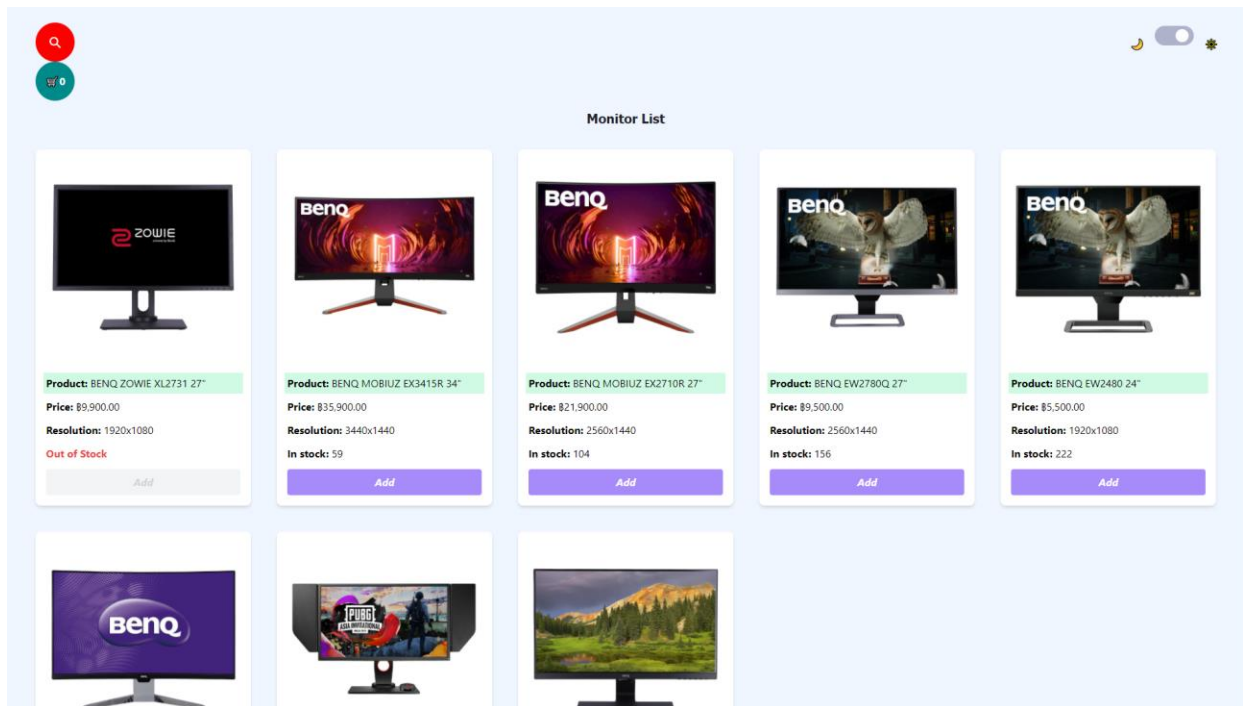 0
Monitor List
ZOWIE
BenQ
BenQ
BenQ
BenQ
Product: BENQ ZOWIE XL2731 27"
Price: ฿9,900.00
Resolution: 1920x1080
Out of Stock
Add
Product: BENQ MOBIUZ EX3415R 34"
Price: ฿35,900.00
Resolution: 3440x1440
In stock: 59
Add
Product: BENQ MOBIUZ EX2710R 27"
Price: ฿21,900.00
Resolution: 2560x1440
In stock: 104
Add
Product: BENQ EW2780Q 27"
Price: ฿9,500.00
Resolution: 2560x1440
In stock: 156
Add
Product: BENQ EW2480 24"
Price: ฿5,500.00
Resolution: 1920x1080
In stock: 222
Add
BenQ
PUBG
ASIA INVITATIONAL